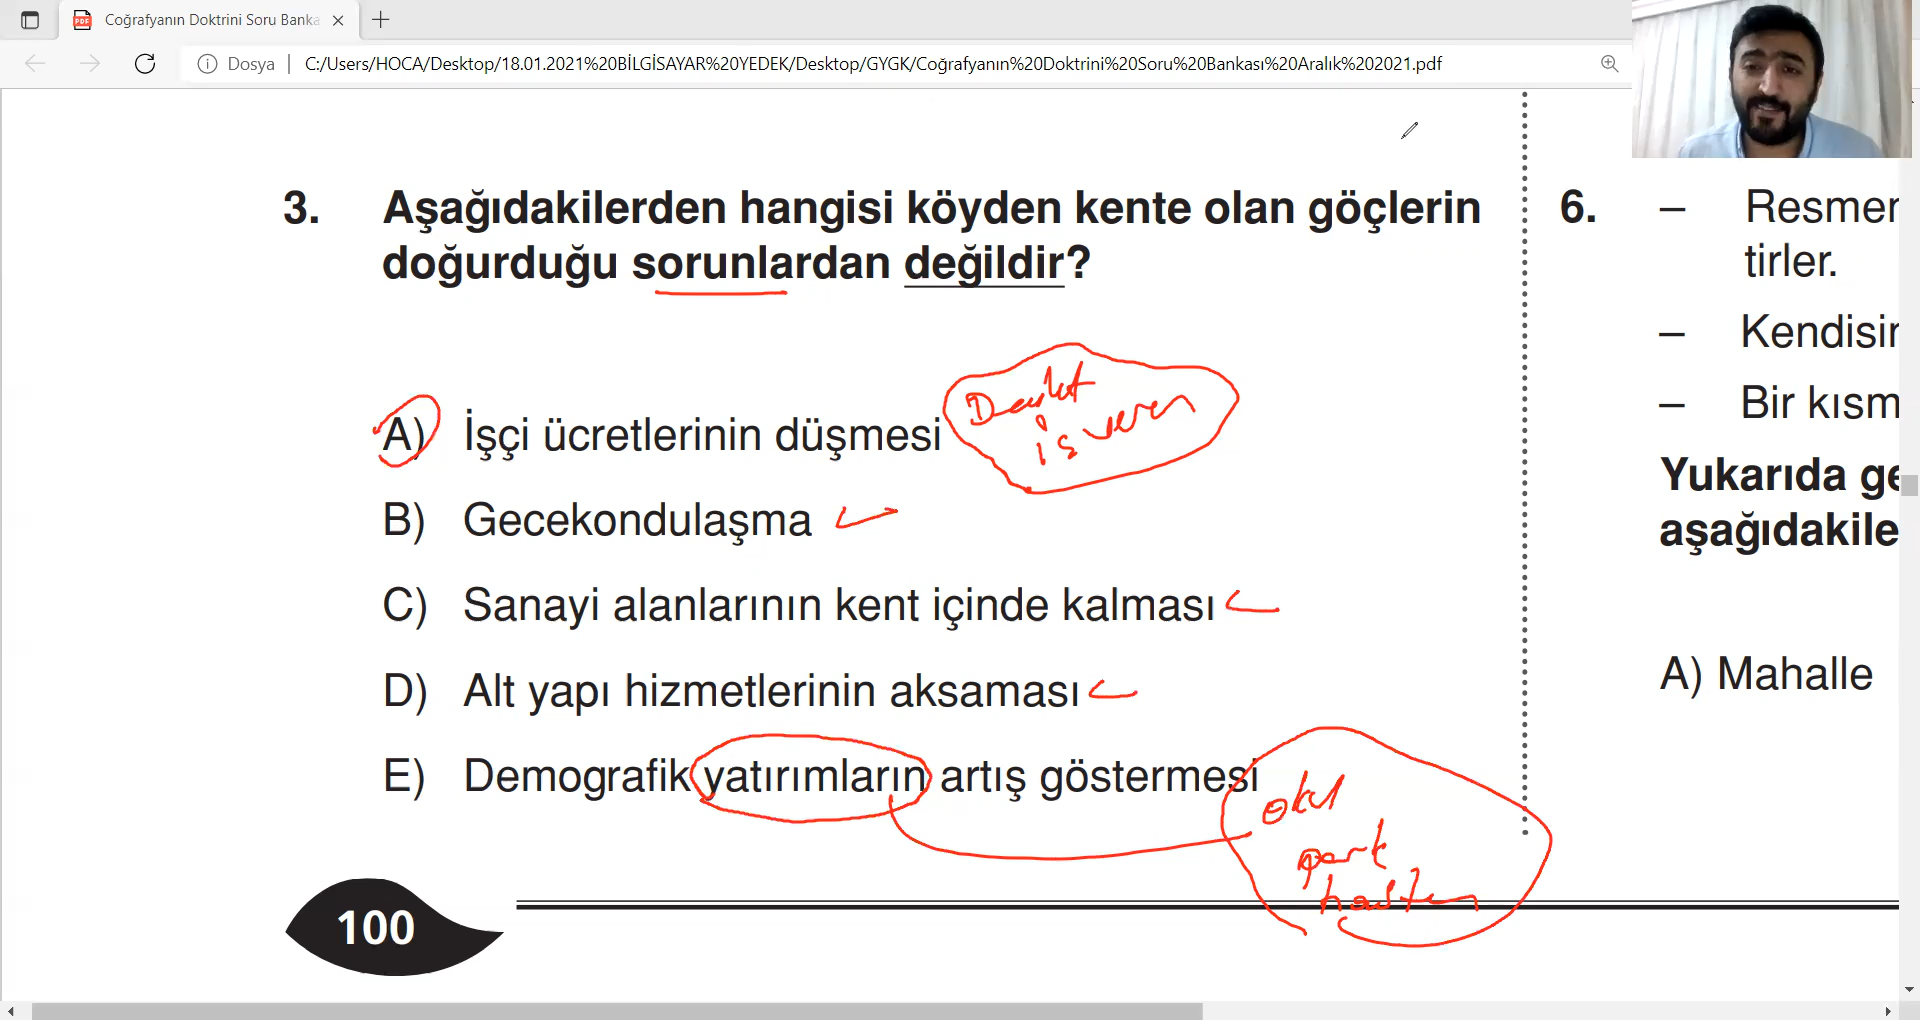 Coğrafyanın Doktrini Soru Banka
Dosya | C:/Users/HOCA/Desktop/18.01.2021%20BİLGİSAYAR%20YEDEK/Desktop/GYGK/Coğrafyanın%20Doktrini%20Soru%20Bankası%20Aralık%202021.pdf
3. Aşağıdakilerden hangisi köyden kente olan göçlerin
doğurduğu sorunlardan değildir?
Devlet
işveren
A) İşçi ücretlerinin düşmesi
B) Gecekondulaşma
C) Sanayi alanlarının kent içinde kalması
D) Alt yapı hizmetlerinin aksaması
E) Demografik yatırımların artış göstermesi
okul
park
100
6. – Resmer
tirler.
– Kendisir
– Bir kısm
Yukarıda ge
aşağıdakile
A) Mahalle